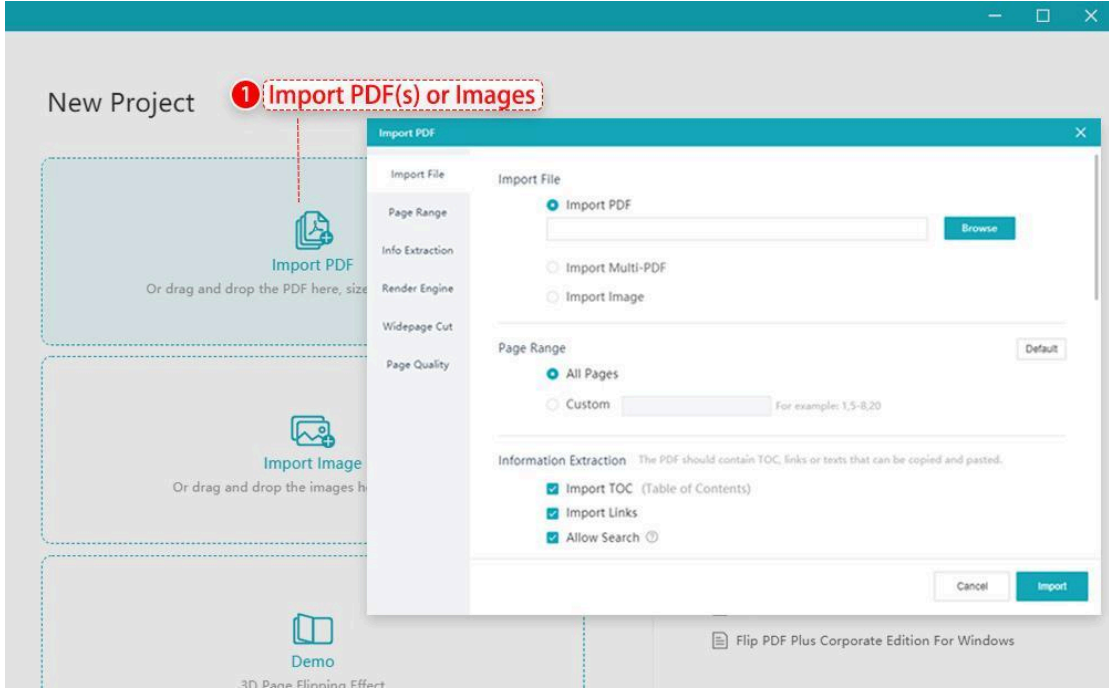 New Project
1 Import PDF(s) or Images
Import PDF
Or drag and drop the PDF here, size
Import Image
Or drag and drop the images
Demo
3D Page Flipping Effect
Import PDF
Import File
Page Range
Info Extraction
Render Engine
Widepage Cut
Page Quality
Import File
Import PDF
Browse
Import Multi-PDF
Import Image
Page Range
Default
All Pages
Custom
For example: 1,5-8,20
Information Extraction The PDF should contain TOC, links or texts that can be copied and pasted.
Import TOC (Table of Contents)
Import Links
Allow Search ?
Cancel
Import
Flip PDF Plus Corporate Edition For Windows